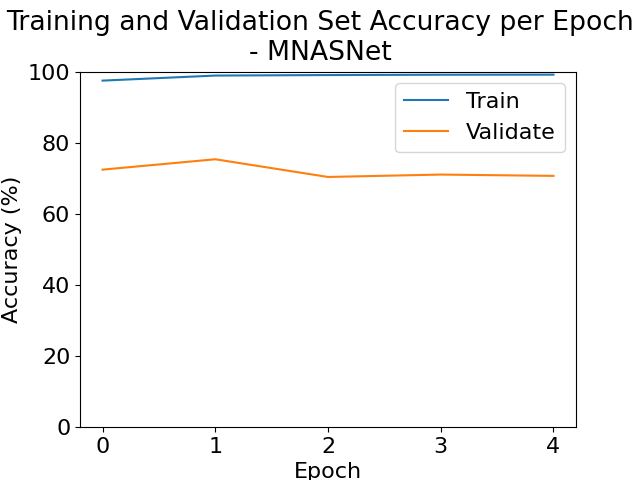 Training and Validation Set Accuracy per Epoch
- MNASNet
100
80
60
40
20
0
Accuracy (%)
Train
Validate
0 1 2 3 4
Epoch